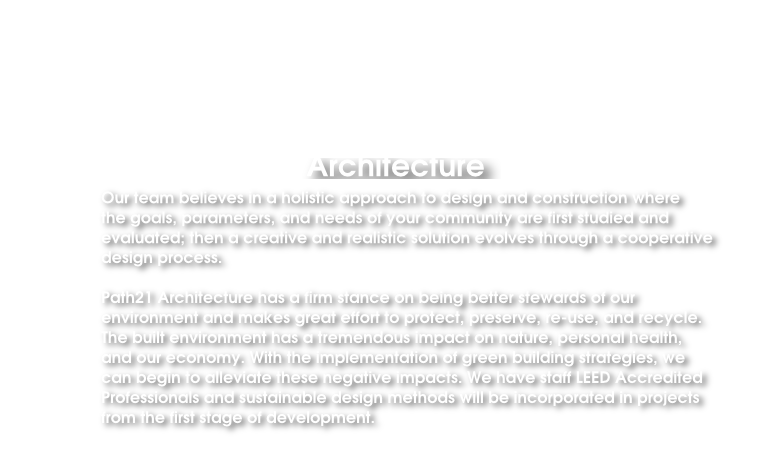 Architecture
Our team believes in a holistic approach to design and construction where
the goals, parameters, and needs of your community are first studied and
evaluated; then a creative and realistic solution evolves through a cooperative
design process.
Path21 Architecture has a firm stance on being better stewards of our
environment and makes great effort to protect, preserve, re-use, and recycle.
The built environment has a tremendous impact on nature, personal health,
and our economy. With the implementation of green building strategies, we
can begin to alleviate these negative impacts. We have staff LEED Accredited
Professionals and sustainable design methods will be incorporated in projects
from the first stage of development.